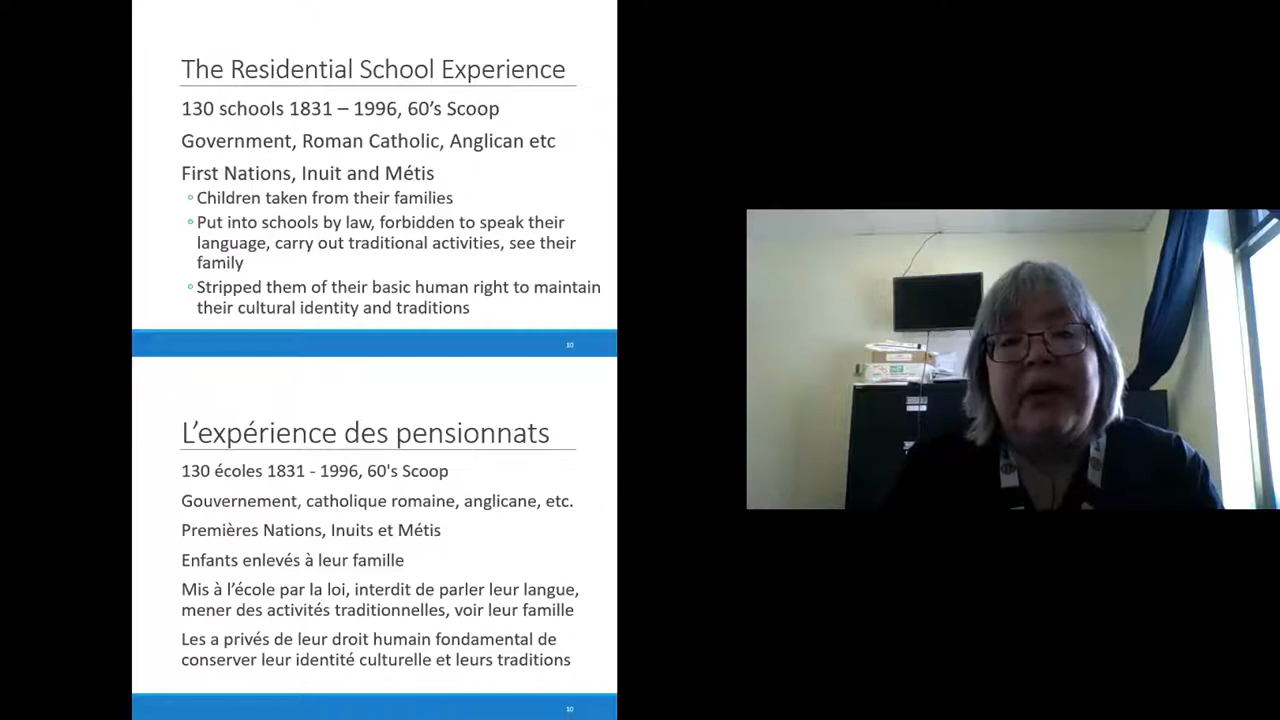 The Residential School Experience
130 schools 1831 – 1996, 60’s Scoop
Government, Roman Catholic, Anglican etc
First Nations, Inuit and Métis
Children taken from their families
Put into schools by law, forbidden to speak their
language, carry out traditional activities, see their
family
Stripped them of their basic human right to maintain
their cultural identity and traditions
10
L’expérience des pensionnats
130 écoles 1831 - 1996, 60's Scoop
Gouvernement, catholique romaine, anglicane, etc.
Premières Nations, Inuits et Métis
Enfants enlevés à leur famille
Mis à l’école par la loi, interdit de parler leur langue,
mener des activités traditionnelles, voir leur famille
Les a privés de leur droit humain fondamental de
conserver leur identité culturelle et leurs traditions
10